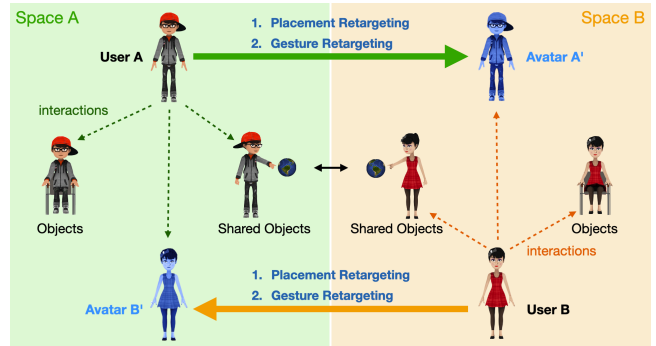 Space A
Space B
1. Placement Retargeting
2. Gesture Retargeting
User A
Avatar A'
interactions
Objects
Shared Objects
Shared Objects
Objects
interactions
1. Placement Retargeting
2. Gesture Retargeting
Avatar B'
User B